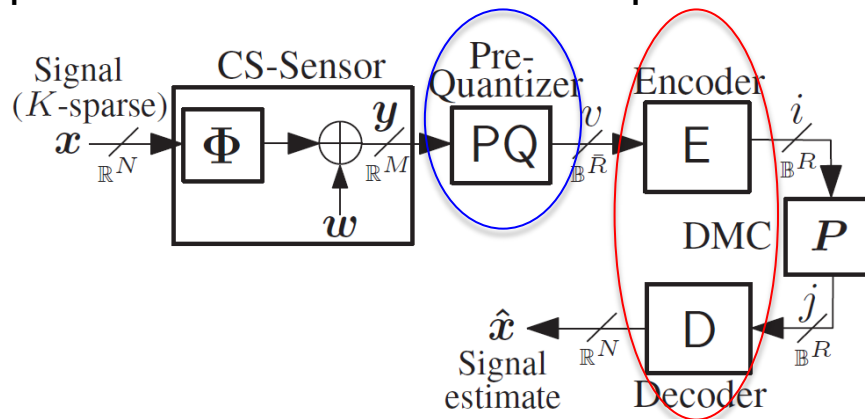 Signal
(K-sparse)
x
ℝ^N
CS-Sensor
Φ
w
y
ℝ^M
Pre-
Quantizer
PQ
v
𝔹^R̄
Encoder
E
i
𝔹^R
DMC
P
j
𝔹^R
D
Decoder
ℝ^N
x̂
Signal
estimate